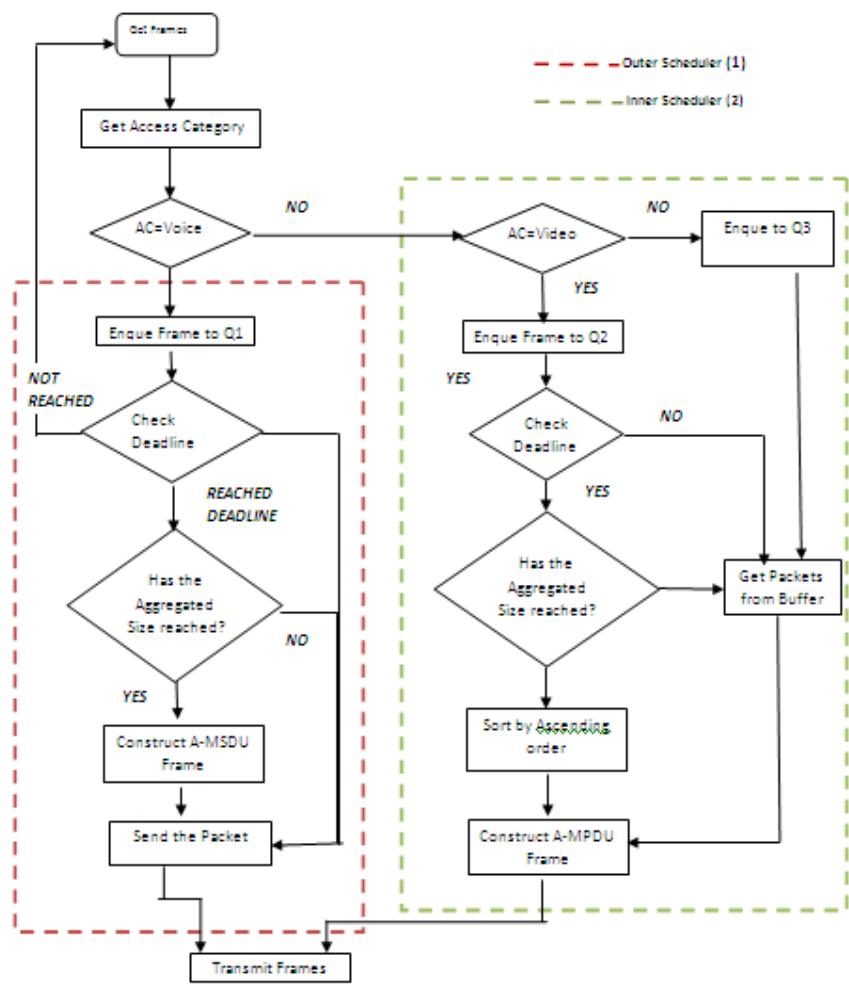 Get Frames
Outer Scheduler (1)
Inner Scheduler (2)
Get Access Category
AC=Voice
NO
AC=Video
NO
Enque to Q3
YES
Enque Frame to Q1
Enque Frame to Q2
NOT
REACHED
YES
Check
Deadline
Check
Deadline
NO
REACHED
DEADLINE
YES
Has the
Aggregated
Size reached?
Has the
Aggregated
Size reached?
Get Packets
from Buffer
NO
YES
Construct A-MSDU
Frame
Sort by Ascending
order
Send the Packet
Construct A-MPDU
Frame
Transmit Frames